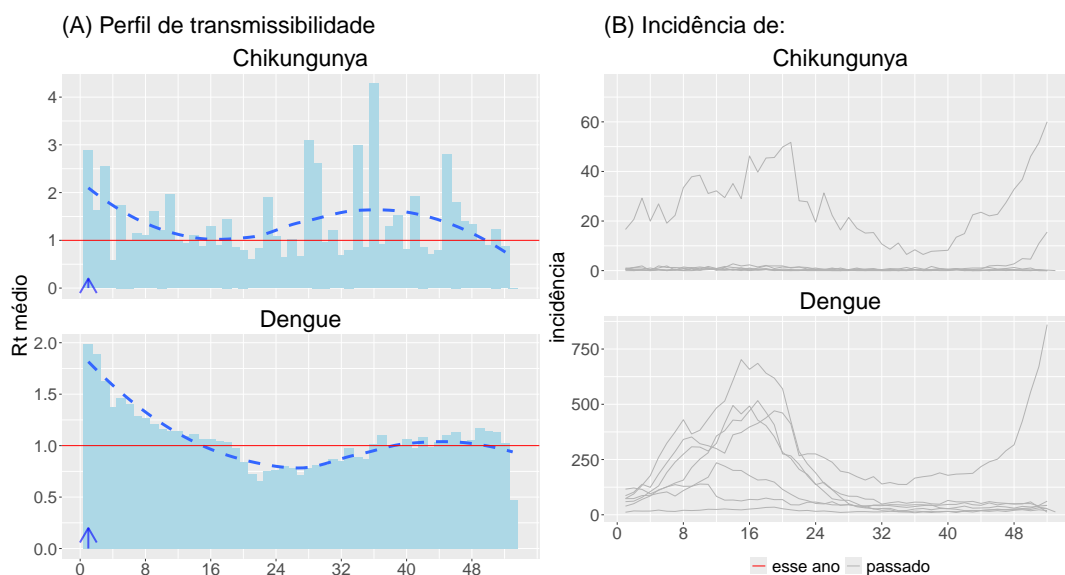 (A) Perfil de transmissibilidade
Chikungunya
4
3
2
1
0
Dengue
2.0
1.5
1.0
0.5
0.0
0 8 16 24 32 40 48
Rt médio
(B) Incidência de:
Chikungunya
60
40
20
0
Dengue
750
500
250
0
0 8 16 24 32 40 48
incidência
esse ano passado